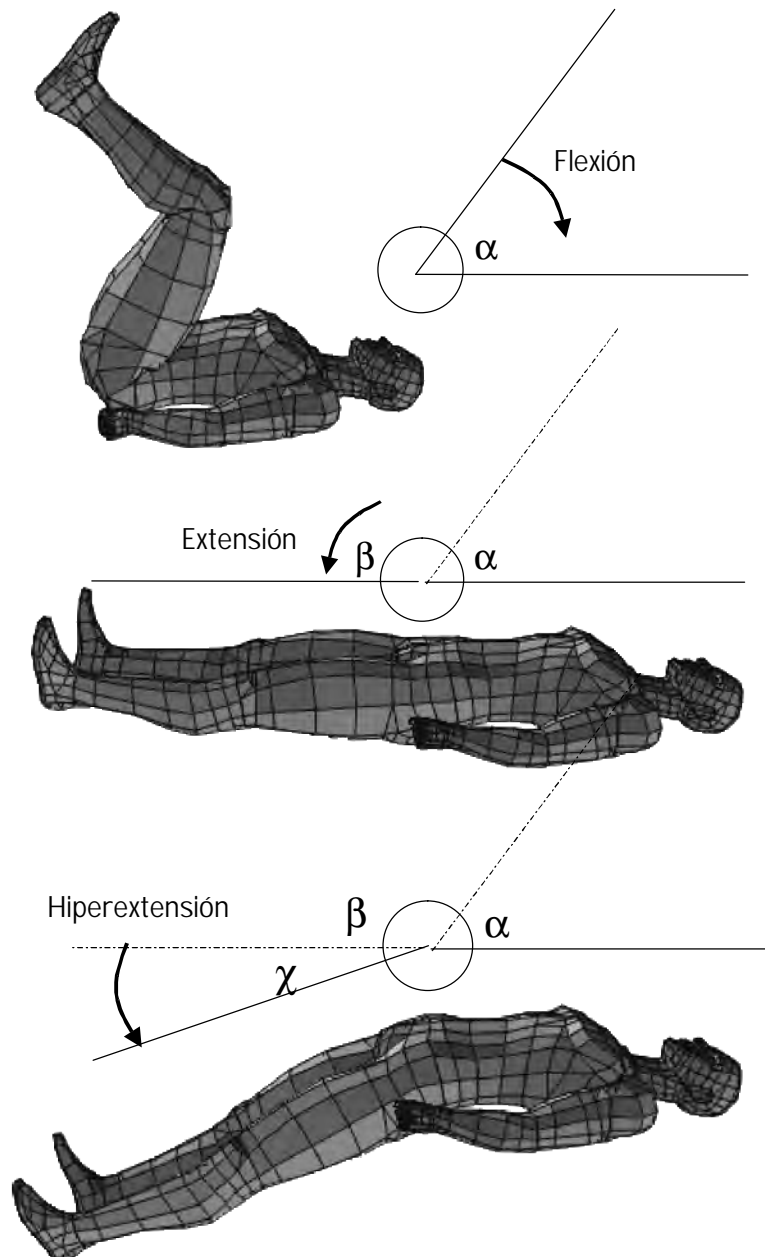 Flexión
α
Extensión
β
α
Hiperextensión
β
α
χ